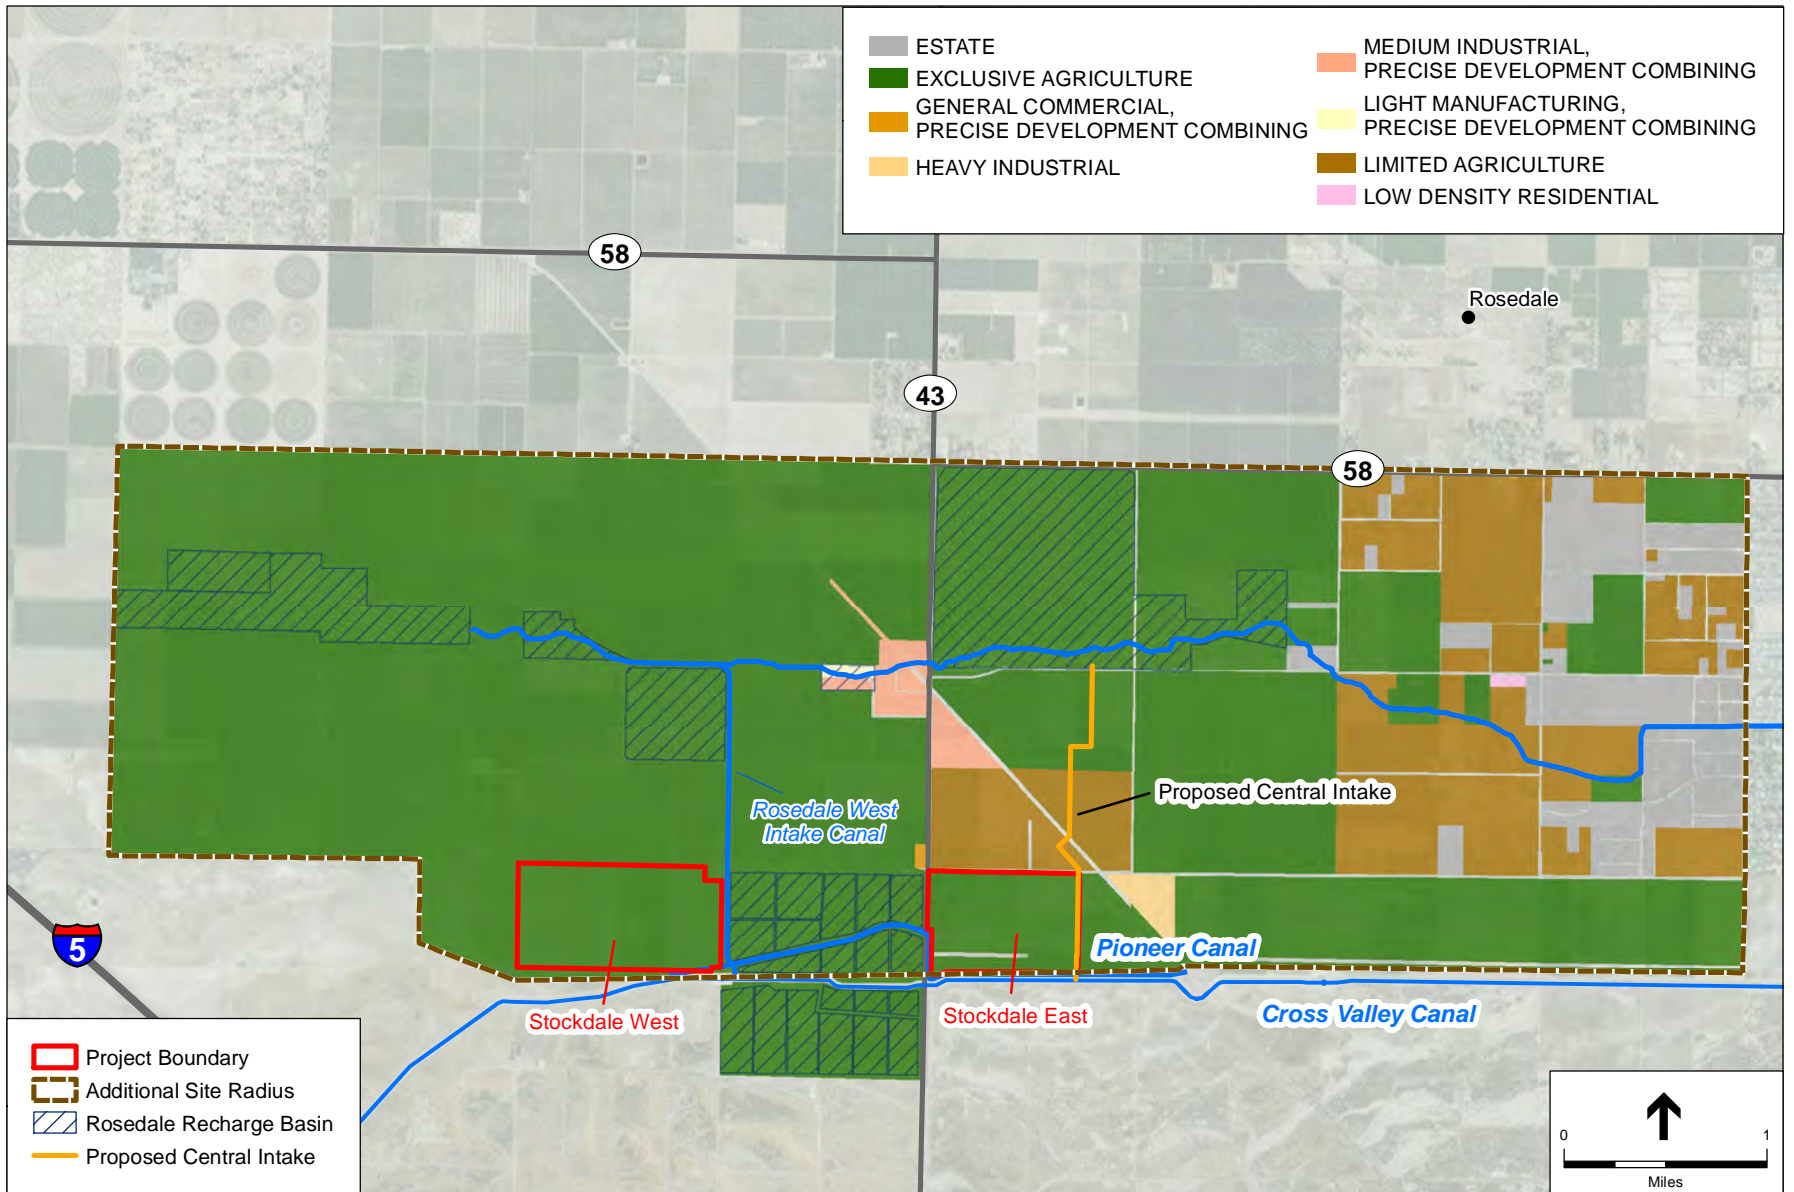 ESTATE
EXCLUSIVE AGRICULTURE
GENERAL COMMERCIAL,
PRECISE DEVELOPMENT COMBINING
HEAVY INDUSTRIAL
MEDIUM INDUSTRIAL,
PRECISE DEVELOPMENT COMBINING
LIGHT MANUFACTURING,
PRECISE DEVELOPMENT COMBINING
LIMITED AGRICULTURE
LOW DENSITY RESIDENTIAL
58
Rosedale
43
58
Proposed Central Intake
Rosedale West
Intake Canal
5
Pioneer Canal
Cross Valley Canal
Stockdale West
Stockdale East
Project Boundary
Additional Site Radius
Rosedale Recharge Basin
Proposed Central Intake
0 1
Miles